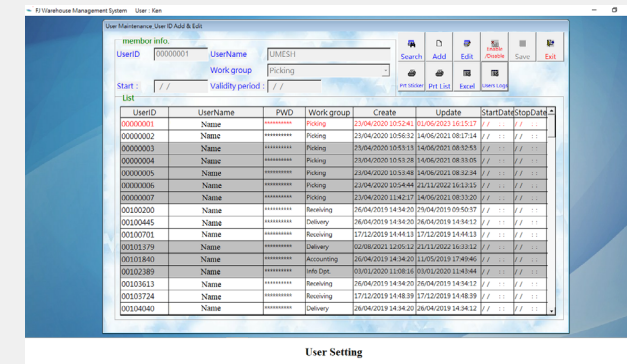 FJ Warehouse Management System User : Ken
User Maintenance_User ID Add & Edit
membor info.
UserID 00000001 UserName UMESH
Work group Picking
Start : / / Validity period : / /
Search Add Edit Enable /Disable Save Exit
Prt Sticker Prt List Excel Users Logs
List
UserID UserName PWD Work group Create Update StartDate StopDate
00000001 Name ********** Picking 23/04/2020 10:52:41 01/06/2023 16:15:17 / / : : / / : :
00000002 Name ********** Picking 23/04/2020 10:56:32 14/06/2021 08:17:14 / / : : / / : :
00000003 Name ********** Picking 23/04/2020 10:53:13 14/06/2021 08:32:53 / / : : / / : :
00000004 Name ********** Picking 23/04/2020 10:53:28 14/06/2021 08:33:05 / / : : / / : :
00000005 Name ********** Picking 23/04/2020 10:53:48 14/06/2021 08:32:34 / / : : / / : :
00000006 Name ********** Picking 23/04/2020 10:54:44 21/11/2022 16:13:15 / / : : / / : :
00000007 Name ********** Picking 23/04/2020 11:42:17 14/06/2021 08:33:20 / / : : / / : :
00100200 Name ********** Receiving 26/04/2019 14:34:20 29/04/2019 09:50:37 / / : : / / : :
00100445 Name ********** Delivery 26/04/2019 14:34:20 26/04/2019 14:34:12 / / : : / / : :
00100701 Name ********** Receiving 17/12/2019 14:44:13 17/12/2019 14:44:13 / / : : / / : :
00101379 Name ********** Delivery 02/08/2021 12:05:12 21/11/2022 16:33:12 / / : : / / : :
00101840 Name ********** Accounting 26/04/2019 14:34:20 11/05/2019 17:49:46 / / : : / / : :
00102389 Name ********** Info Dpt. 03/01/2020 11:08:16 03/01/2020 11:43:44 / / : : / / : :
00103613 Name ********** Receiving 26/04/2019 14:34:20 26/04/2019 14:34:12 / / : : / / : :
00103724 Name ********** Receiving 17/12/2019 14:48:39 17/12/2019 14:48:39 / / : : / / : :
00104040 Name ********** Delivery 26/04/2019 14:34:20 26/04/2019 14:34:12 / / : : / / : :
User Setting